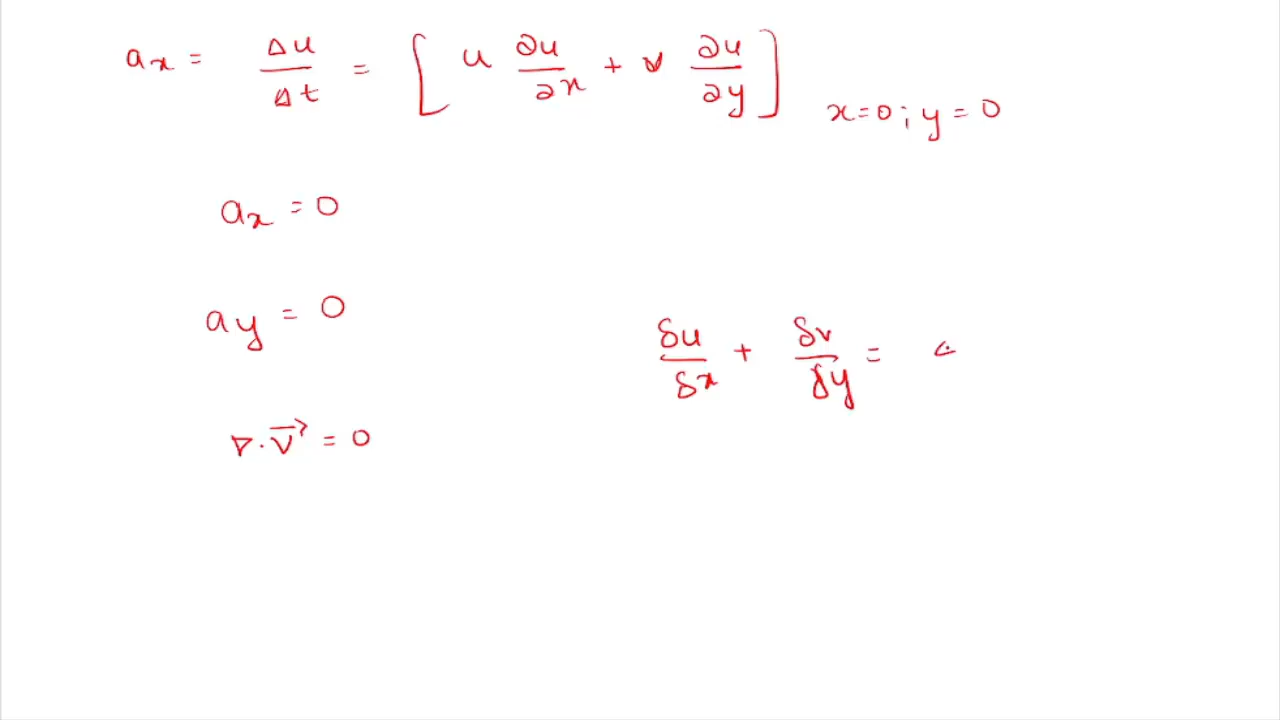 ax = Δu/Δt = [u ∂u/∂x + v ∂u/∂y] x=0; y=0
ax = 0
ay = 0
δu/δx + δv/δy =
∇·V⃗ = 0